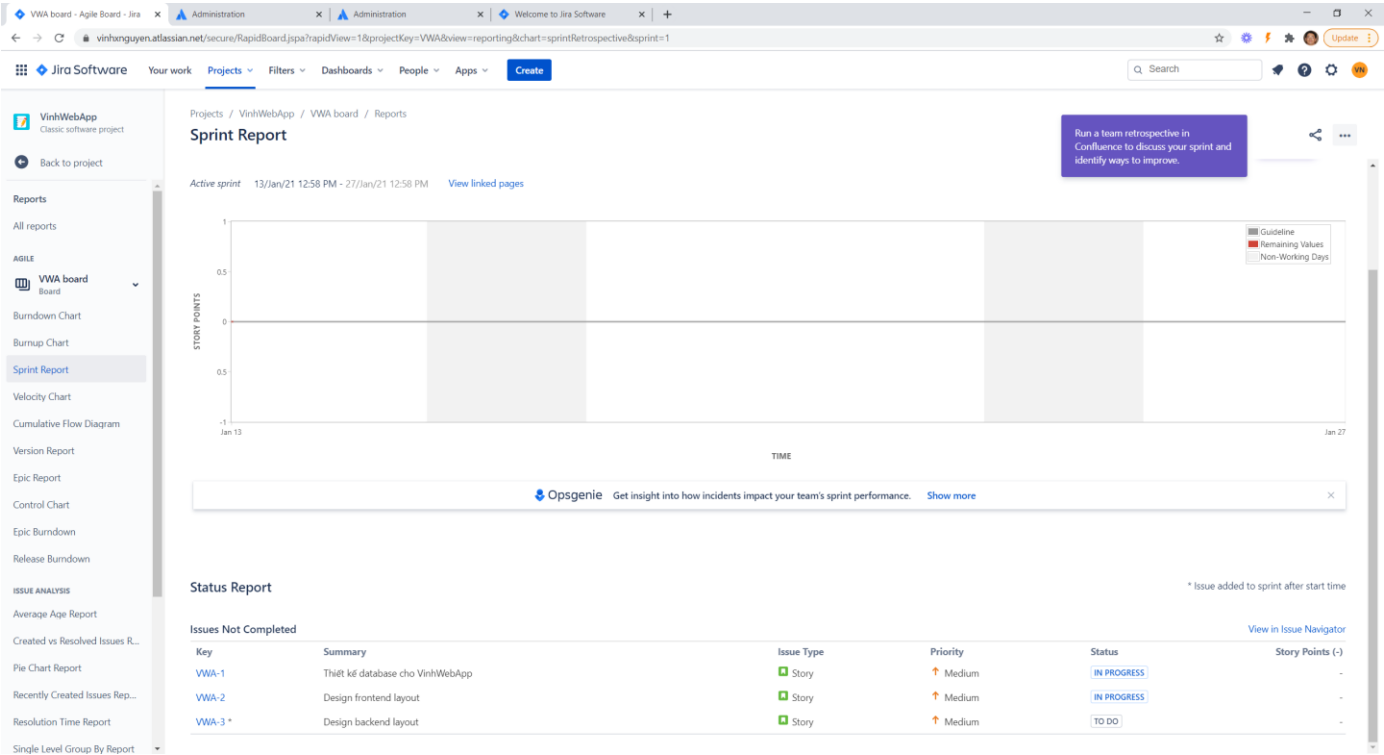 VWA board - Agile Board - Jira
Administration
Administration
Welcome to Jira Software
vinhxnguyen.atlassian.net/secure/RapidBoard.jspa?rapidView=1&projectKey=VWA&view=reporting&chart=sprintRetrospective&sprint=1
Update
Jira Software
Your work
Projects
Filters
Dashboards
People
Apps
Create
Search
VN
VinhWebApp
Classic software project
Back to project
Reports
All reports
AGILE
VWA board
Board
Burndown Chart
Burnup Chart
Sprint Report
Velocity Chart
Cumulative Flow Diagram
Version Report
Epic Report
Control Chart
Epic Burndown
Release Burndown
ISSUE ANALYSIS
Average Age Report
Created vs Resolved Issues R...
Pie Chart Report
Recently Created Issues Rep...
Resolution Time Report
Single Level Group By Report
Projects / VinhWebApp / VWA board / Reports
Sprint Report
Run a team retrospective in
Confluence to discuss your sprint and
identify ways to improve.
Active sprint 13/Jan/21 12:58 PM - 27/Jan/21 12:58 PM View linked pages
STORY POINTS
1
0.5
0
0.5
-1
Jan 13
Jan 27
TIME
Guideline
Remaining Values
Non-Working Days
Opsgenie Get insight into how incidents impact your team's sprint performance. Show more
Status Report
* Issue added to sprint after start time
Issues Not Completed
View in Issue Navigator
Key Summary Issue Type Priority Status Story Points (-)
VWA-1 Thiết kế database cho VinhWebApp Story Medium IN PROGRESS -
VWA-2 Design frontend layout Story Medium IN PROGRESS -
VWA-3 * Design backend layout Story Medium TO DO -